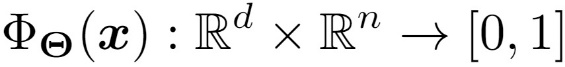 Φ_Θ(x) : ℝ^d × ℝ^n → [0, 1]